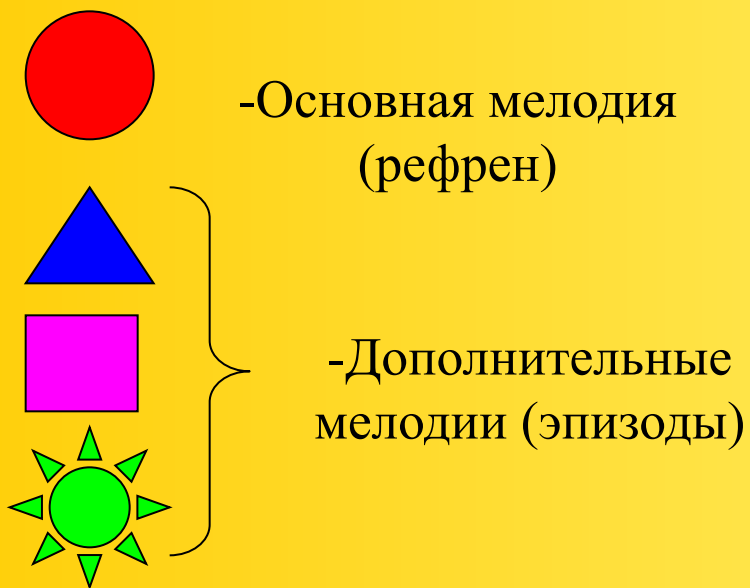 -Основная мелодия
(рефрен)
-Дополнительные
мелодии (эпизоды)